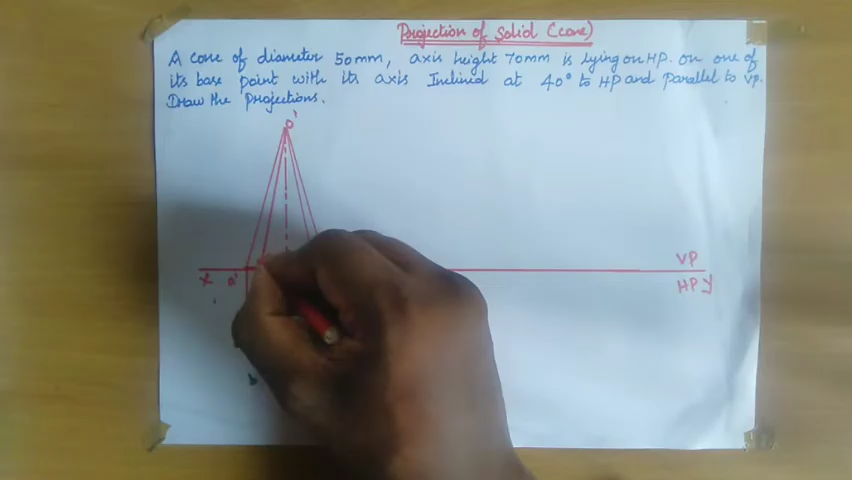 Projection of Solid (cone)
A Cone of diameter 50mm, axis height 70mm is lying on HP. on one of
its base point with its axis Inclined at 40° to HP and parallel to VP.
Draw the projections.
o'
VP
X a'
HP Y